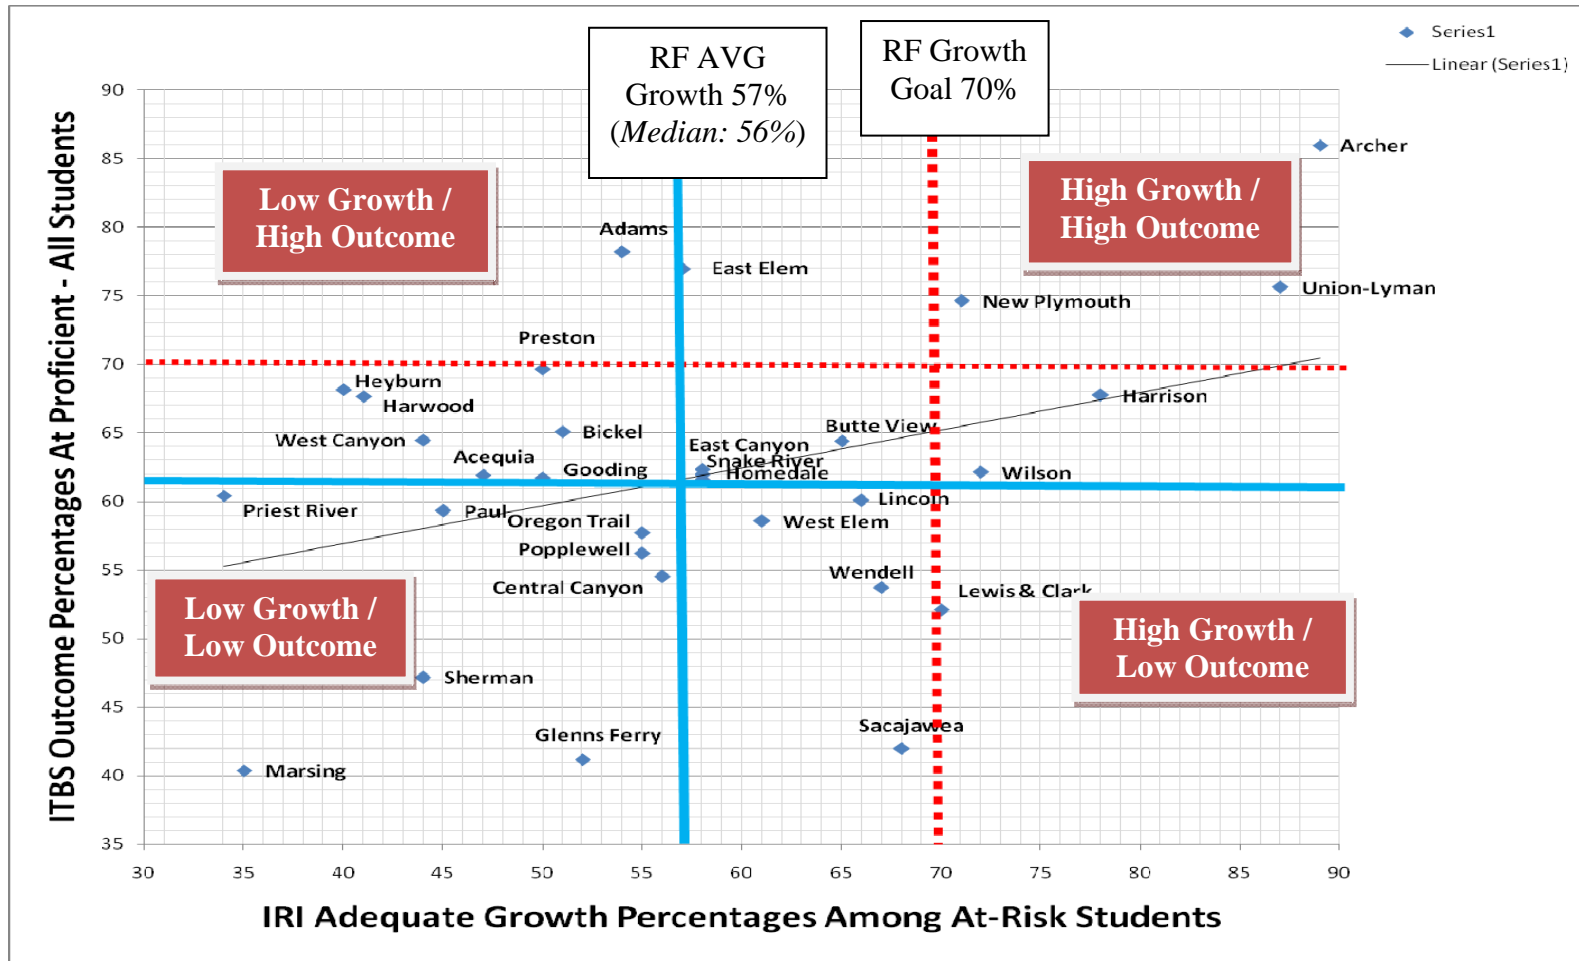 RF AVG
Growth 57%
(Median: 56%)
RF Growth
Goal 70%
Series1
Linear (Series1)
ITBS Outcome Percentages At Proficient - All Students
90
85
80
75
70
65
60
55
50
45
40
35
Low Growth /
High Outcome
High Growth /
High Outcome
Archer
Adams
East Elem
Union-Lyman
New Plymouth
Preston
Heyburn
Harwood
Harrison
West Canyon
Bickel
Butte View
East Canyon
Acequia
Gooding
Snake River
Homedale
Wilson
Priest River
Paul
Lincoln
Oregon Trail
West Elem
Popplewell
Central Canyon
Wendell
Lewis & Clark
Low Growth /
Low Outcome
High Growth /
Low Outcome
Sherman
Glenns Ferry
Sacajawea
Marsing
30
35
40
45
50
55
60
65
70
75
80
85
90
IRI Adequate Growth Percentages Among At-Risk Students